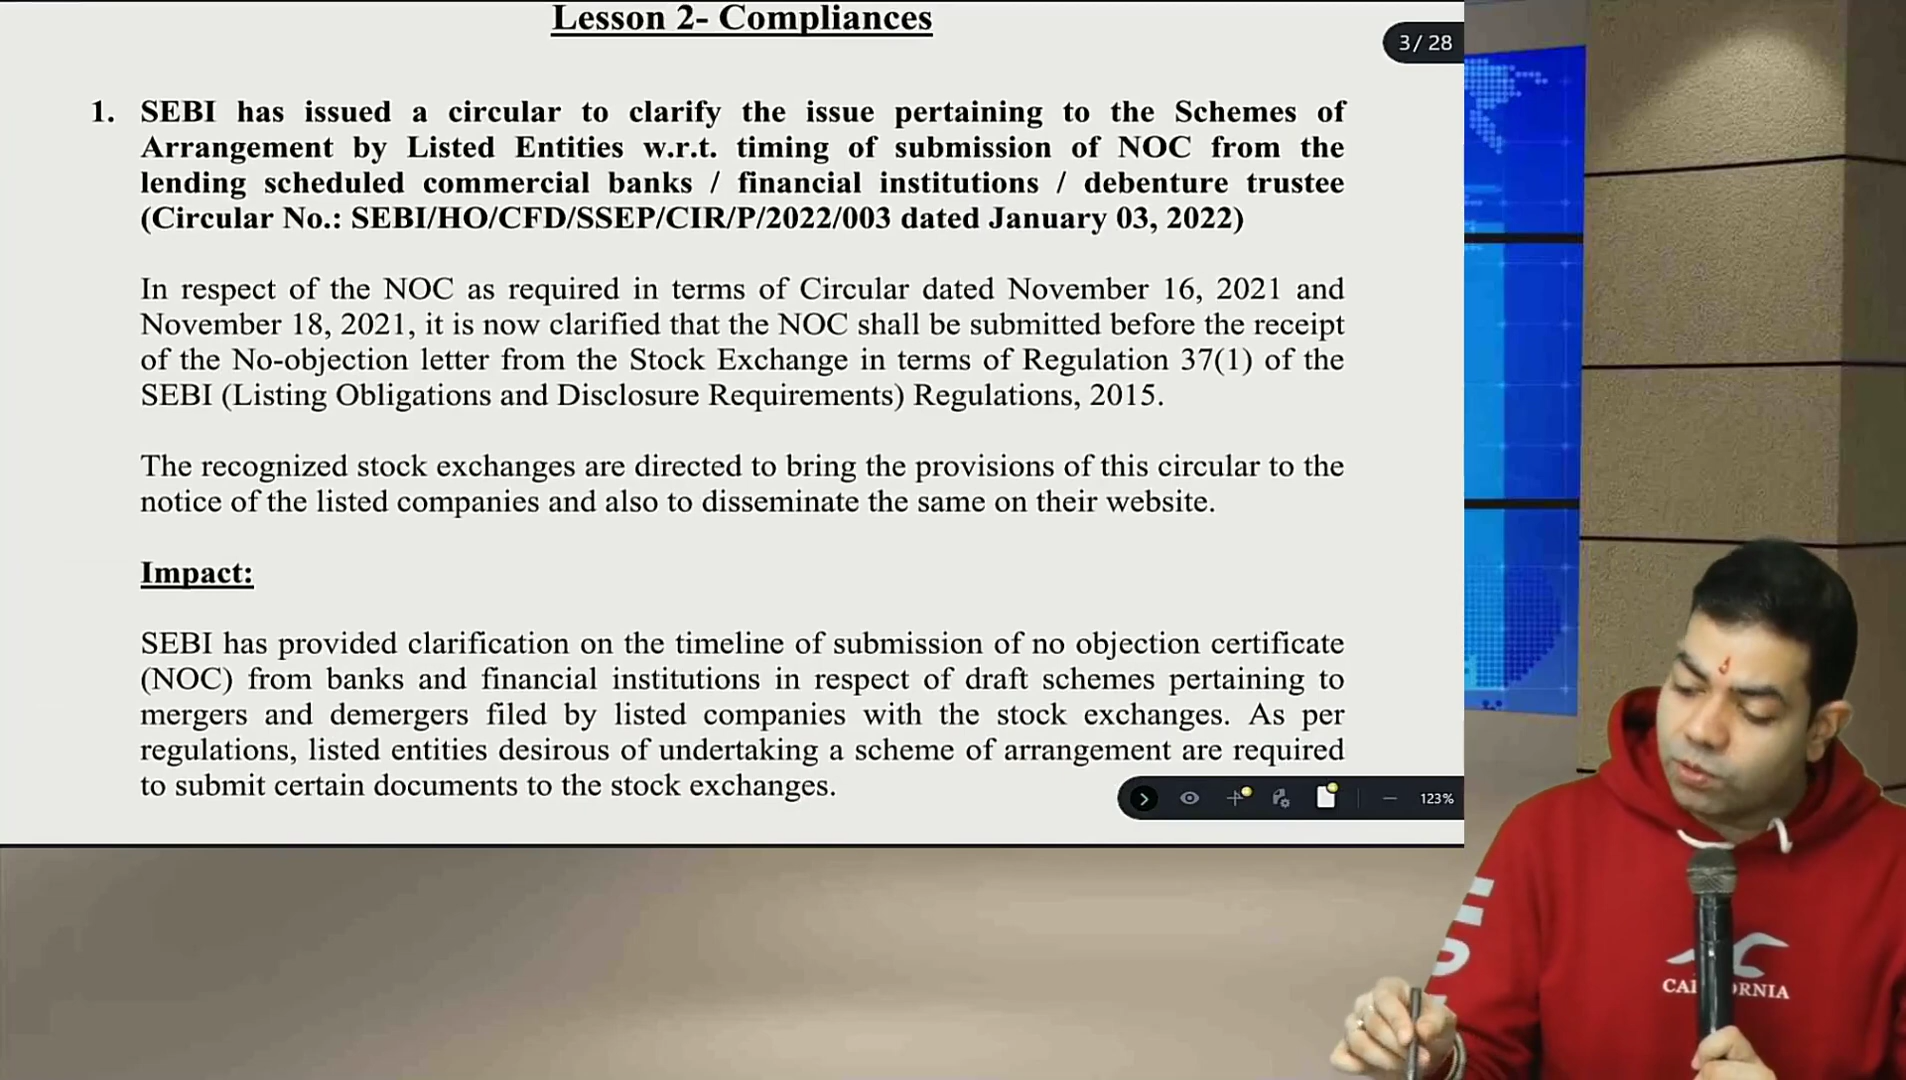 Lesson 2- Compliances
3 / 28
1. SEBI has issued a circular to clarify the issue pertaining to the Schemes of
Arrangement by Listed Entities w.r.t. timing of submission of NOC from the
lending scheduled commercial banks / financial institutions / debenture trustee
(Circular No.: SEBI/HO/CFD/SSEP/CIR/P/2022/003 dated January 03, 2022)
In respect of the NOC as required in terms of Circular dated November 16, 2021 and
November 18, 2021, it is now clarified that the NOC shall be submitted before the receipt
of the No-objection letter from the Stock Exchange in terms of Regulation 37(1) of the
SEBI (Listing Obligations and Disclosure Requirements) Regulations, 2015.
The recognized stock exchanges are directed to bring the provisions of this circular to the
notice of the listed companies and also to disseminate the same on their website.
Impact:
SEBI has provided clarification on the timeline of submission of no objection certificate
(NOC) from banks and financial institutions in respect of draft schemes pertaining to
mergers and demergers filed by listed companies with the stock exchanges. As per
regulations, listed entities desirous of undertaking a scheme of arrangement are required
to submit certain documents to the stock exchanges.
123%